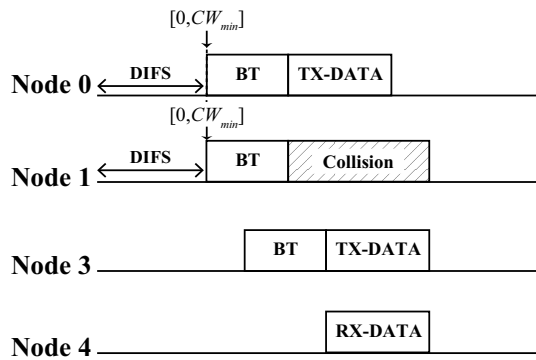 [0,CW_min]
DIFS
BT
TX-DATA
Node 0
[0,CW_min]
DIFS
BT
Collision
Node 1
BT
TX-DATA
Node 3
RX-DATA
Node 4